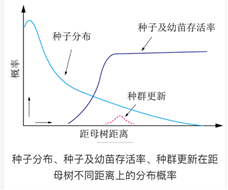 种子分布
种子及幼苗存活率
概率
种群更新
距母树距离
种子分布、种子及幼苗存活率、种群更新在距
母树不同距离上的分布概率